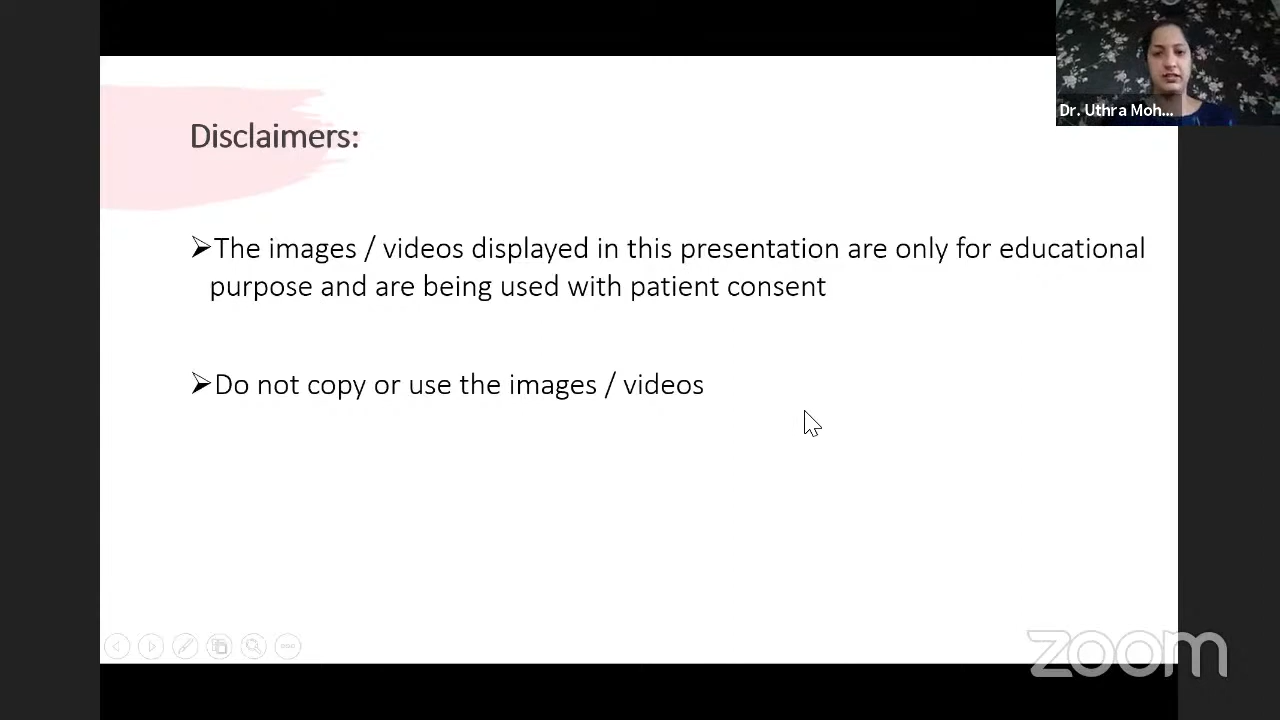 Dr. Uthra Moh...
Disclaimers:
➢The images / videos displayed in this presentation are only for educational
purpose and are being used with patient consent
➢Do not copy or use the images / videos
zoom